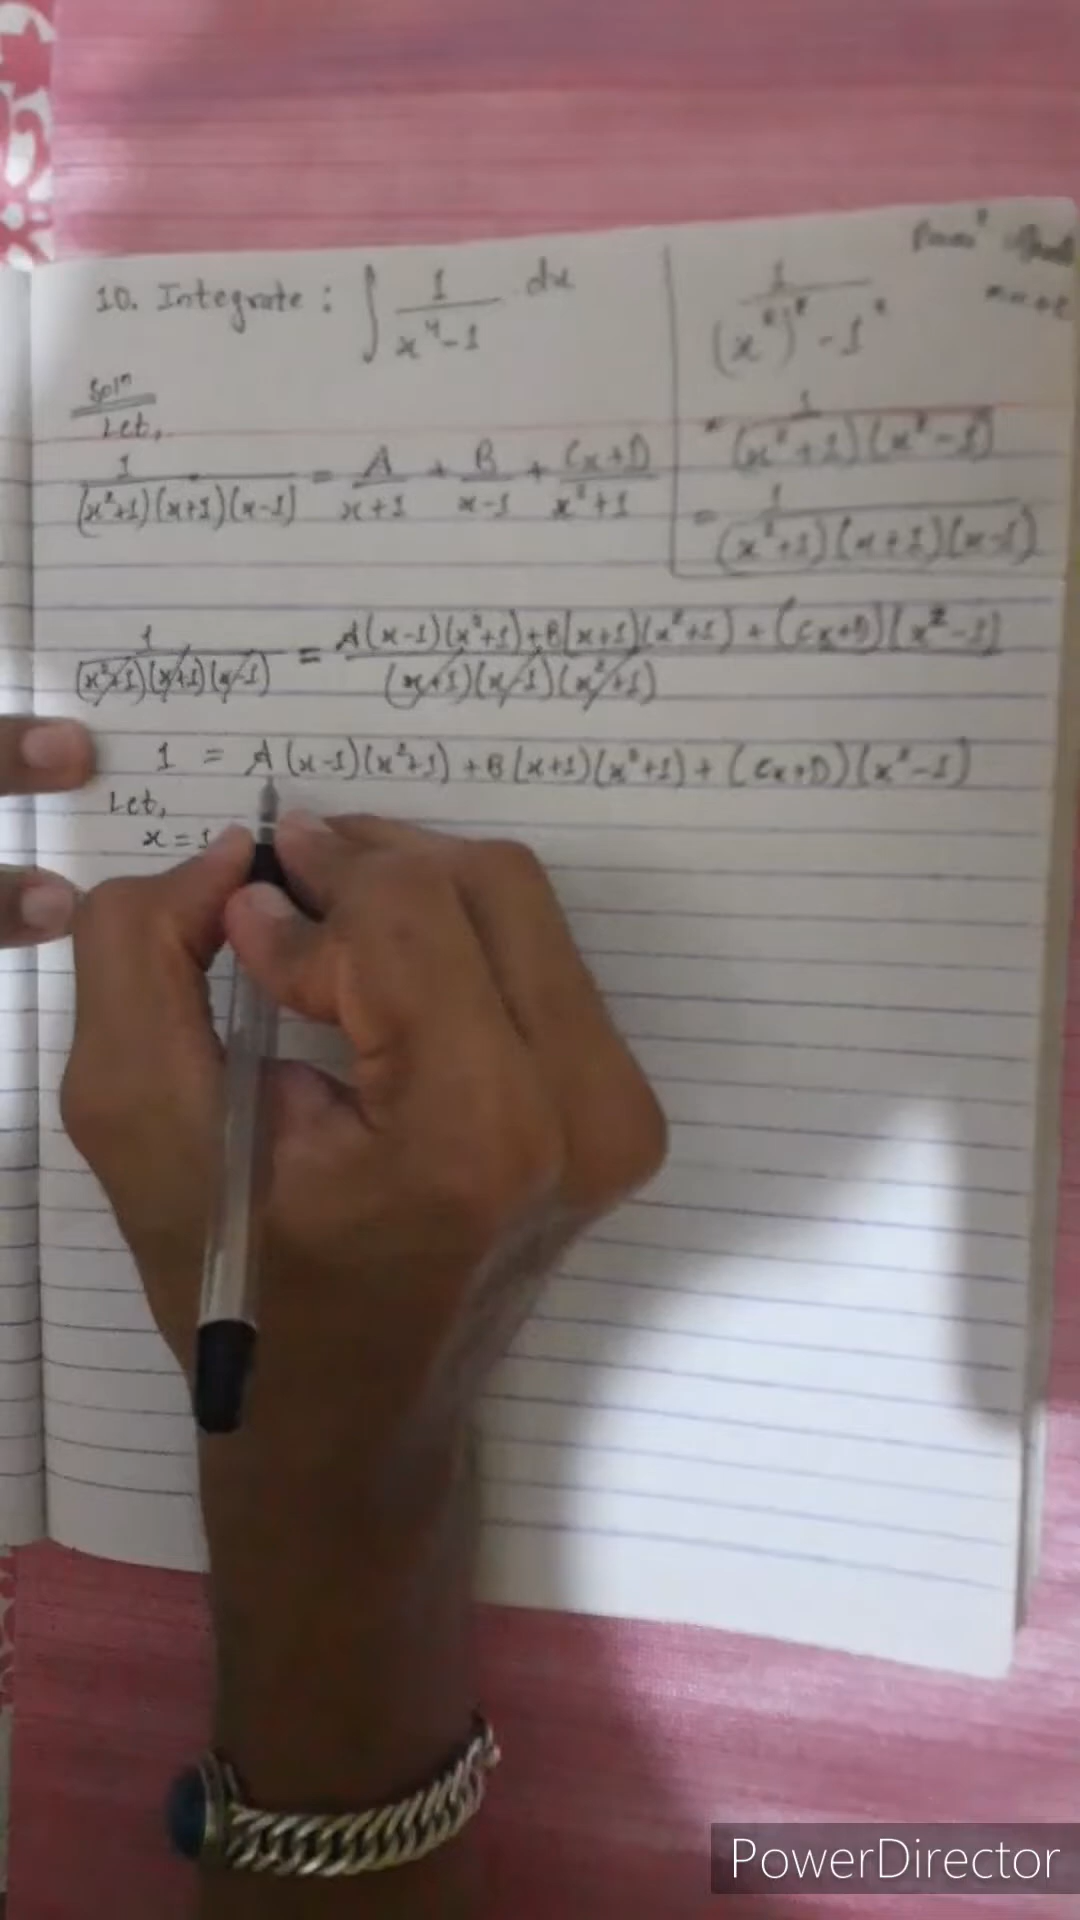 10. Integrate : ∫ 1/(x⁴-1) dx
Solⁿ
Let,
1/((x²+1)(x+1)(x-1)) = A/(x+1) + B/(x-1) + (Cx+D)/(x²+1)
1/((x²+1)(x+1)(x-1)) = (A(x-1)(x²+1)+B(x+1)(x²+1) + (Cx+D)(x²-1))/((x+1)(x-1)(x²+1))
1 = A(x-1)(x²+1) + B(x+1)(x²+1) + (Cx+D)(x²-1)
Let,
x = 1
1/((x²)²-1²)
= 1/((x²+1)(x²-1))
= 1/((x²+1)(x+1)(x-1))
PowerDirector